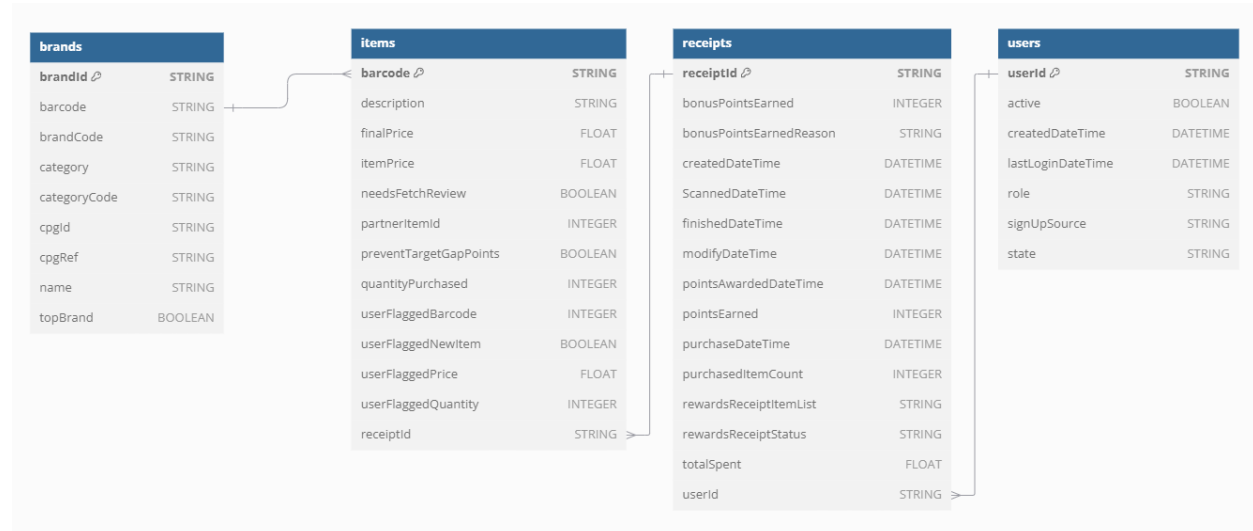 brands
brandId STRING
barcode STRING
brandCode STRING
category STRING
categoryCode STRING
cpgId STRING
cpgRef STRING
name STRING
topBrand BOOLEAN
items
barcode STRING
description STRING
finalPrice FLOAT
itemPrice FLOAT
needsFetchReview BOOLEAN
partnerItemId INTEGER
preventTargetGapPoints BOOLEAN
quantityPurchased INTEGER
userFlaggedBarcode INTEGER
userFlaggedNewItem BOOLEAN
userFlaggedPrice FLOAT
userFlaggedQuantity INTEGER
receiptId STRING
receipts
receiptId STRING
bonusPointsEarned INTEGER
bonusPointsEarnedReason STRING
createdDateTime DATETIME
ScannedDateTime DATETIME
finishedDateTime DATETIME
modifyDateTime DATETIME
pointsAwardedDateTime DATETIME
pointsEarned INTEGER
purchaseDateTime DATETIME
purchasedItemCount INTEGER
rewardsReceiptItemList STRING
rewardsReceiptStatus STRING
totalSpent FLOAT
userId STRING
users
userId STRING
active BOOLEAN
createdDateTime DATETIME
lastLoginDateTime DATETIME
role STRING
signUpSource STRING
state STRING